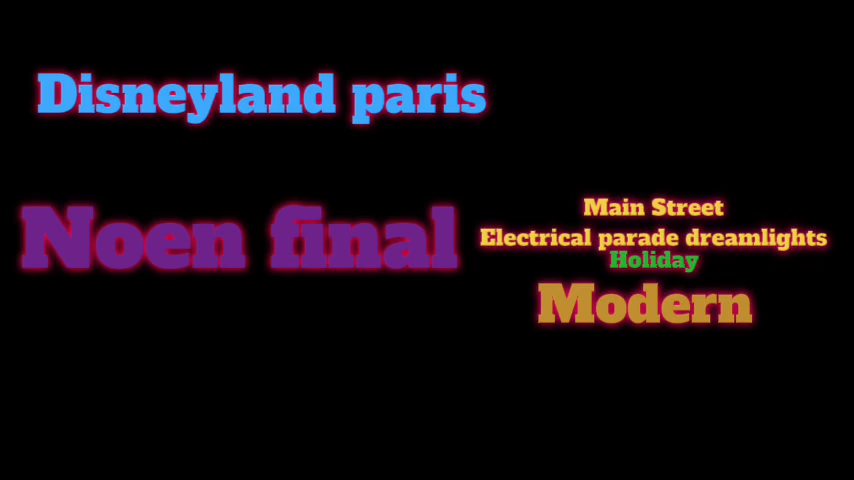 Disneyland paris
Noen final
Main Street
Electrical parade dreamlights
Holiday
Modern